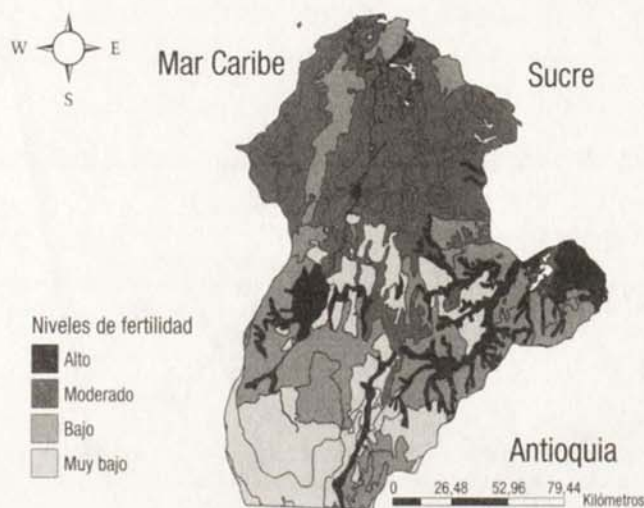 W E
S
Mar Caribe
Sucre
Niveles de fertilidad
Alto
Moderado
Bajo
Muy bajo
Antioquia
0 26,48 52,96 79,44
Kilómetros